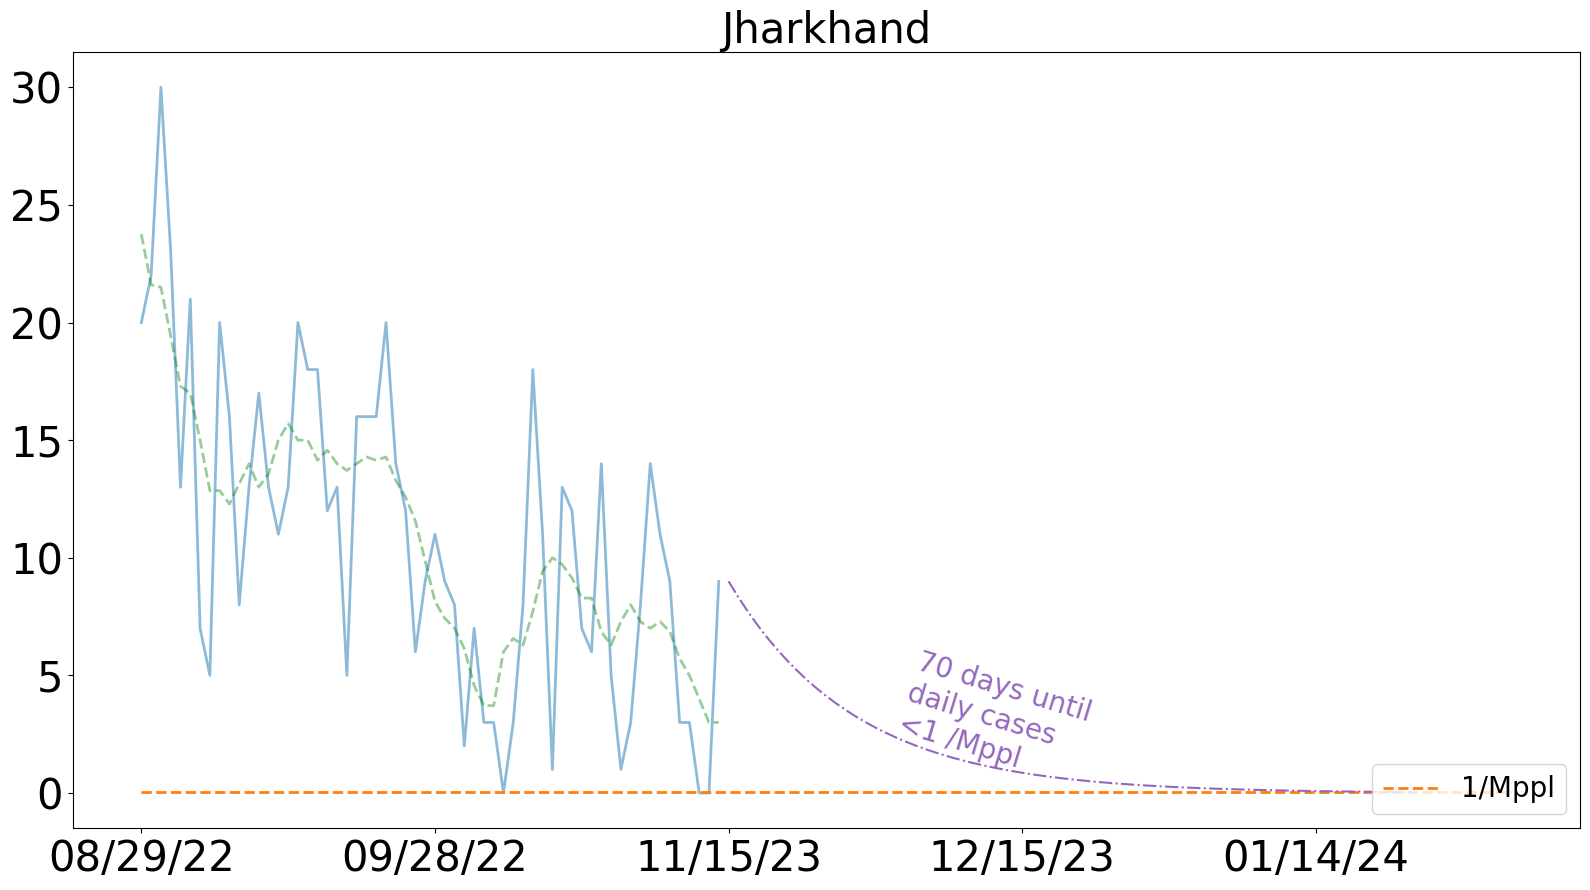 Jharkhand
30
25
20
15
10
5
0
70 days until
daily cases
<1 /Mppl
1/Mppl
08/29/22
09/28/22
11/15/23
12/15/23
01/14/24